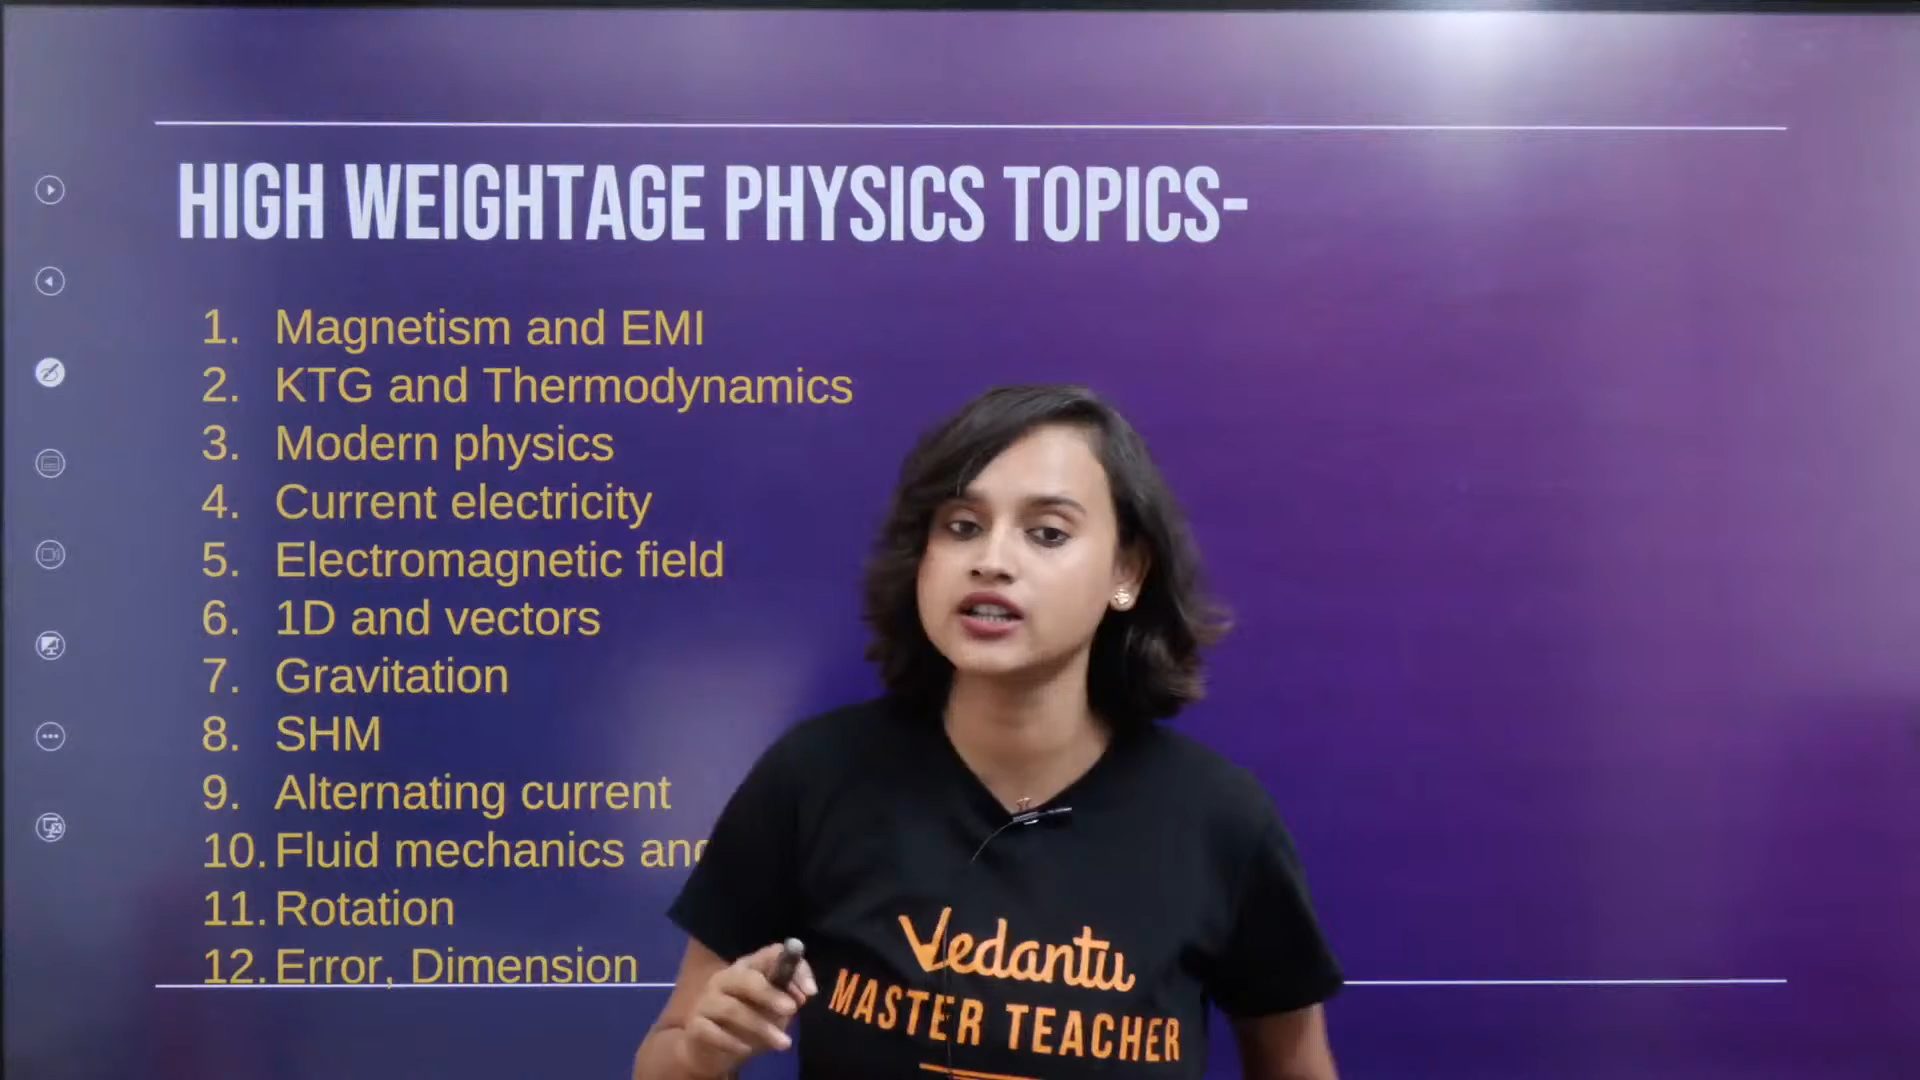 HIGH WEIGHTAGE PHYSICS TOPICS-
1. Magnetism and EMI
2. KTG and Thermodynamics
3. Modern physics
4. Current electricity
5. Electromagnetic field
6. 1D and vectors
7. Gravitation
8. SHM
9. Alternating current
10. Fluid mechanics and
11. Rotation
12. Error, Dimension
Vedantu
MASTER TEACHER